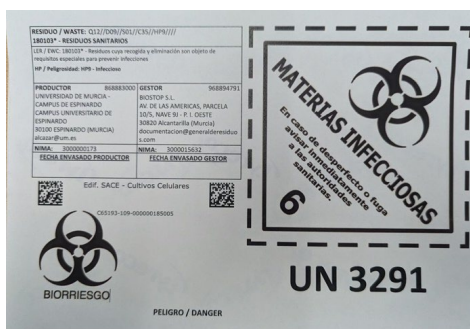 RESIDUO / WASTE: Q12//D09//S01//C35//HP9////
180103* - RESIDUOS SANITARIOS
LER / EWC: 180103* - Residuos cuya recogida y eliminación son objeto de
requisitos especiales para prevenir infecciones
HP / Peligrosidad: HP9 - Infeccioso
PRODUCTOR 868883000
UNIVERSIDAD DE MURCIA -
CAMPUS DE ESPINARDO
CAMPUS UNIVERSITARIO DE
ESPINARDO
30100 ESPINARDO (MURCIA)
alcazar@um.es
NIMA: 3000000173
FECHA ENVASADO PRODUCTOR
GESTOR 968894791
BIOSTOP S.L.
AV. DE LAS AMERICAS, PARCELA
10/5, NAVE 9J - P. I. OESTE
30820 Alcantarilla (Murcia)
documentacion@generalderesiduo
s.com
NIMA: 3000015632
FECHA ENVASADO GESTOR
Edif. SACE - Cultivos Celulares
C65193-109-000000185005
BIORRIESGO
PELIGRO / DANGER
MATERIAS INFECCIOSAS
En caso de desperfecto o fuga
avisar inmediatamente
a las autoridades
sanitarias.
6
UN 3291